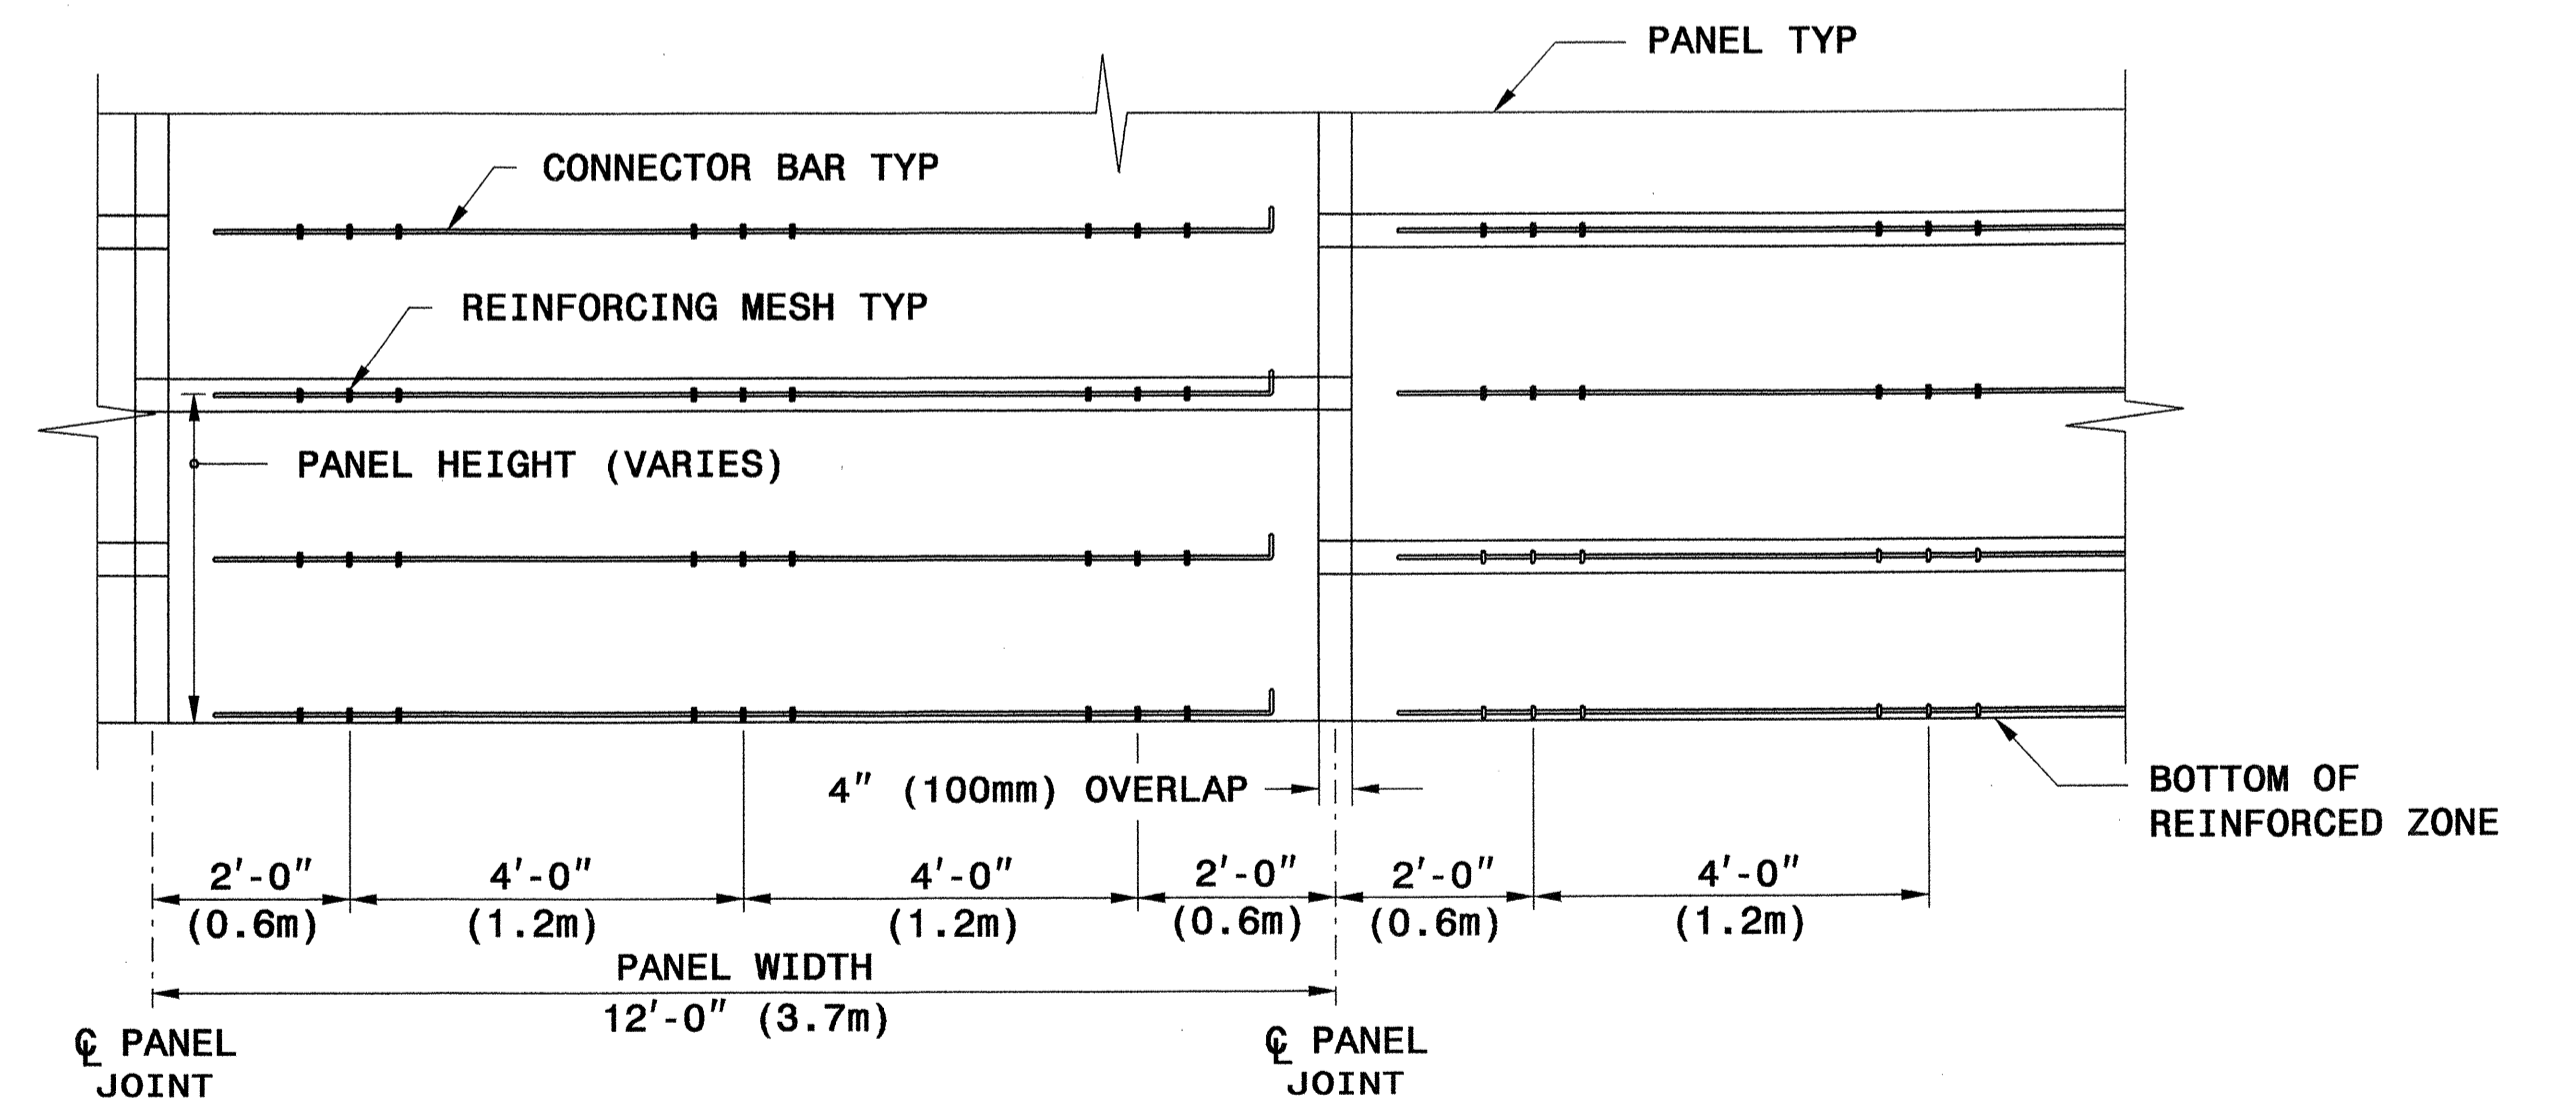 PANEL TYP
CONNECTOR BAR TYP
REINFORCING MESH TYP
PANEL HEIGHT (VARIES)
4" (100mm) OVERLAP
BOTTOM OF
REINFORCED ZONE
2'-0" 4'-0" 4'-0" 2'-0" 2'-0" 4'-0"
(0.6m) (1.2m) (1.2m) (0.6m) (0.6m) (1.2m)
PANEL WIDTH
12'-0" (3.7m)
℄ PANEL
JOINT
℄ PANEL
JOINT